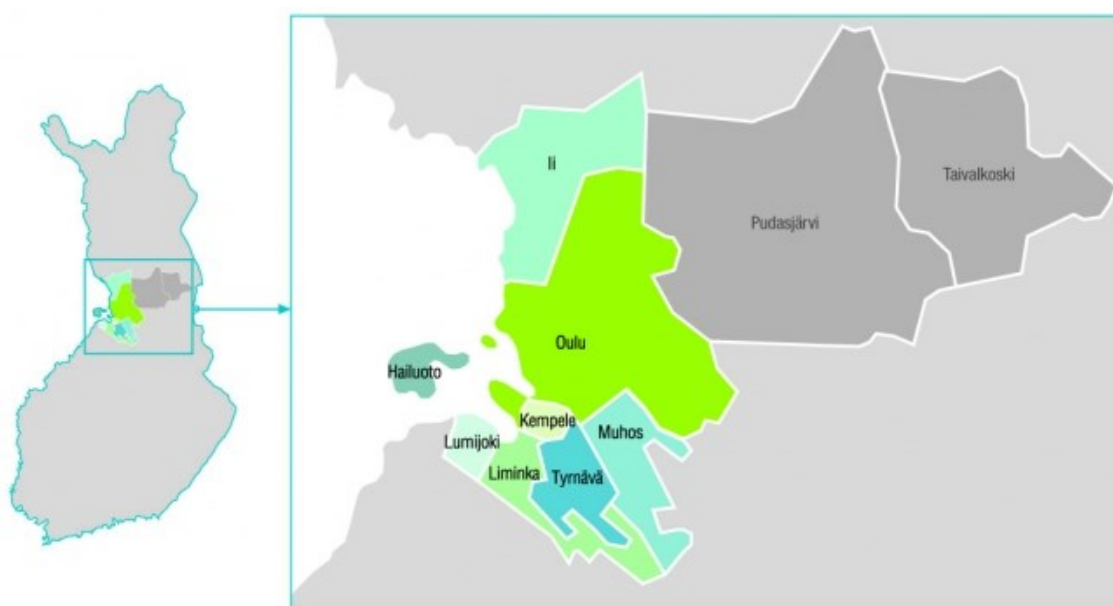 Ii
Taivalkoski
Pudasjärvi
Oulu
Hailuoto
Kempele
Muhos
Lumijoki
Liminka
Tyrnävä